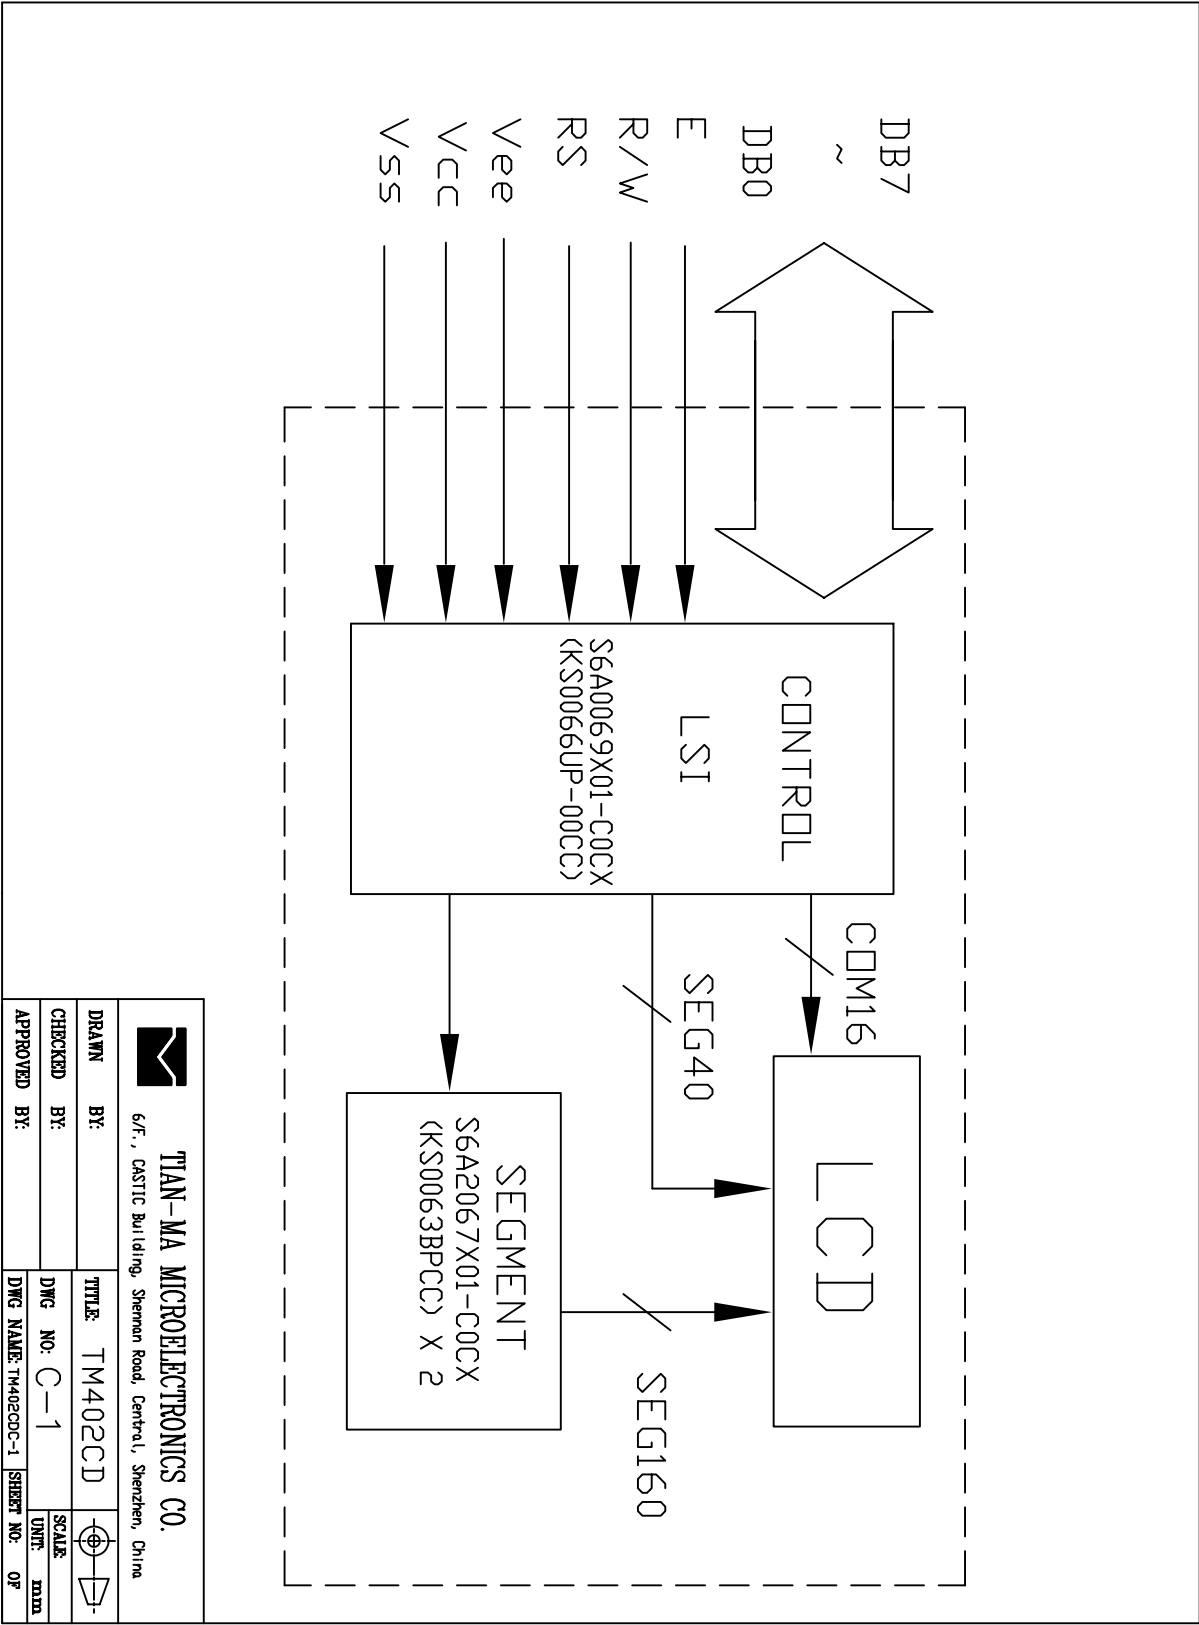 DB7
~
DB0
E
R/W
RS
Vee
Vcc
Vss
CONTROL
LSI
S6A0069X01-C0CX
(KS0066UP-00CC)
COM16
SEG40
LCD
SEGMENT
S6A2067X01-C0CX
(KS0063BPCC) X 2
SEG160
TIAN-MA MICROELECTRONICS CO.
6/F., CASTIC Building, Shennan Road, Central, Shenzhen, China
DRAWN BY:
CHECKED BY:
APPROVED BY:
TITLE: TM402CD
DWG NO: C-1
DWG NAME: TM402CDC-1
SCALE:
UNIT: mm
SHEET NO: OF